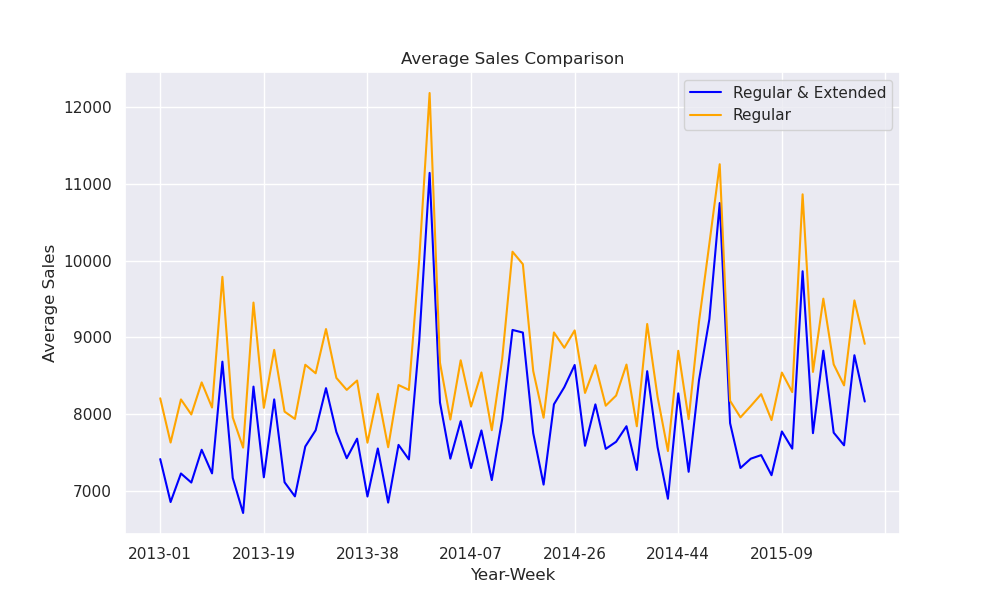 Average Sales Comparison
Regular & Extended
Regular
Average Sales
12000
11000
10000
9000
8000
7000
2013-01 2013-19 2013-38 2014-07 2014-26 2014-44 2015-09
Year-Week